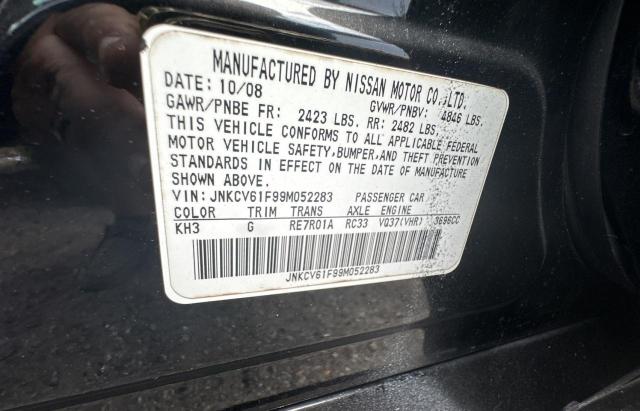 MANUFACTURED BY NISSAN MOTOR CO.,LTD.
DATE: 10/08 GVWR/PNBV: 4846 LBS.
GAWR/PNBE FR: 2423 LBS. RR: 2482 LBS.
THIS VEHICLE CONFORMS TO ALL APPLICABLE FEDERAL
MOTOR VEHICLE SAFETY, BUMPER, AND THEFT PREVENTION
STANDARDS IN EFFECT ON THE DATE OF MANUFACTURE
SHOWN ABOVE.
VIN: JNKCV61F99M052283 PASSENGER CAR
COLOR TRIM TRANS AXLE ENGINE
KH3 G RE7R01A RC33 VQ37(VHR) 3696CC
JNKCV61F99M052283